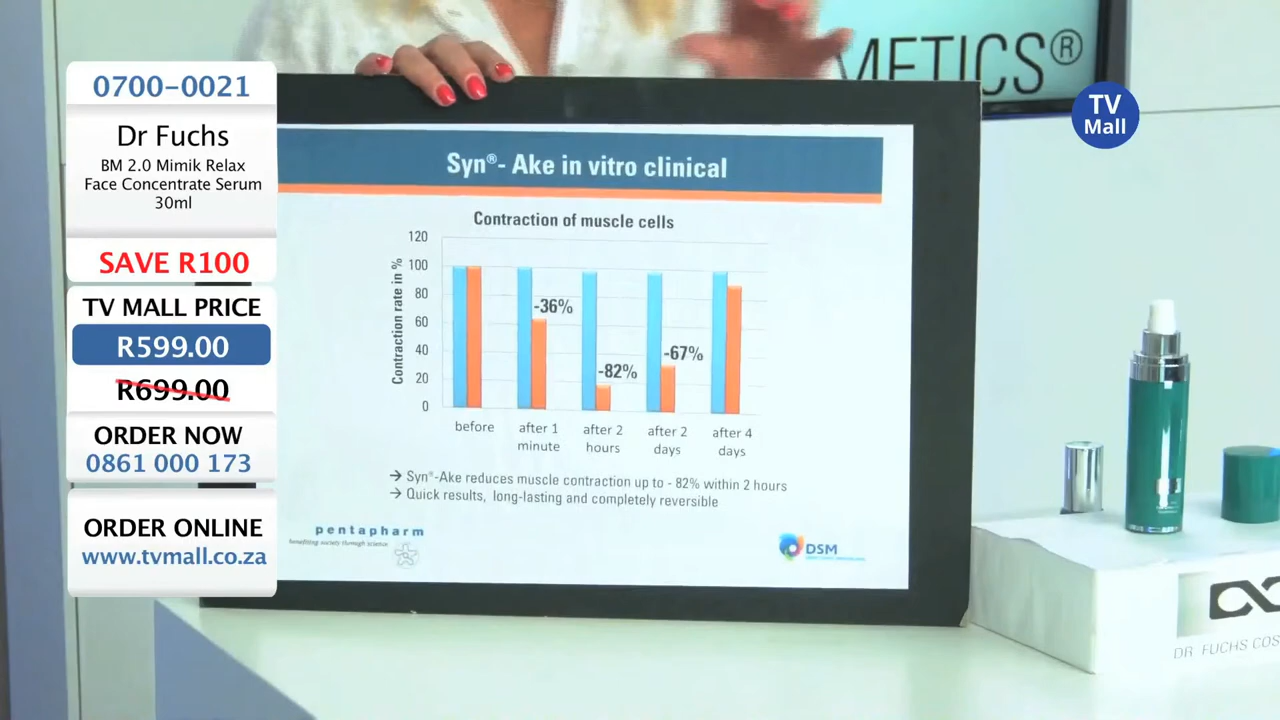 0700-0021
Dr Fuchs
BM 2.0 Mimik Relax
Face Concentrate Serum
30ml
SAVE R100
TV MALL PRICE
R599.00
R699.00
ORDER NOW
0861 000 173
ORDER ONLINE
www.tvmall.co.za
METICS®
TV
Mall
Syn®- Ake in vitro clinical
Contraction of muscle cells
Contraction rate in %
120
100
80
60
40
20
0
-36%
-82%
-67%
before
after 1
minute
after 2
hours
after 2
days
after 4
days
→ Syn®-Ake reduces muscle contraction up to - 82% within 2 hours
→ Quick results, long-lasting and completely reversible
pentapharm
benefiting society through science
DSM
DR. FUCHS COS